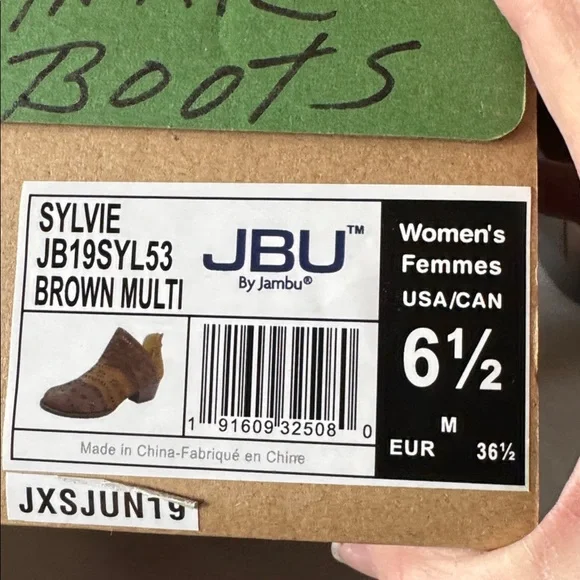 BOOTS
SYLVIE
JB19SYL53
BROWN MULTI
JBU™
By Jambu®
Women's
Femmes
USA/CAN
6½
M
EUR 36½
1 91609 32508 0
Made in China-Fabriqué en Chine
JXSJUN19